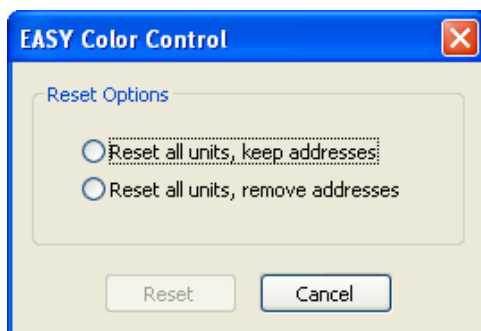 EASY Color Control
Reset Options
Reset all units, keep addresses
Reset all units, remove addresses
Reset Cancel